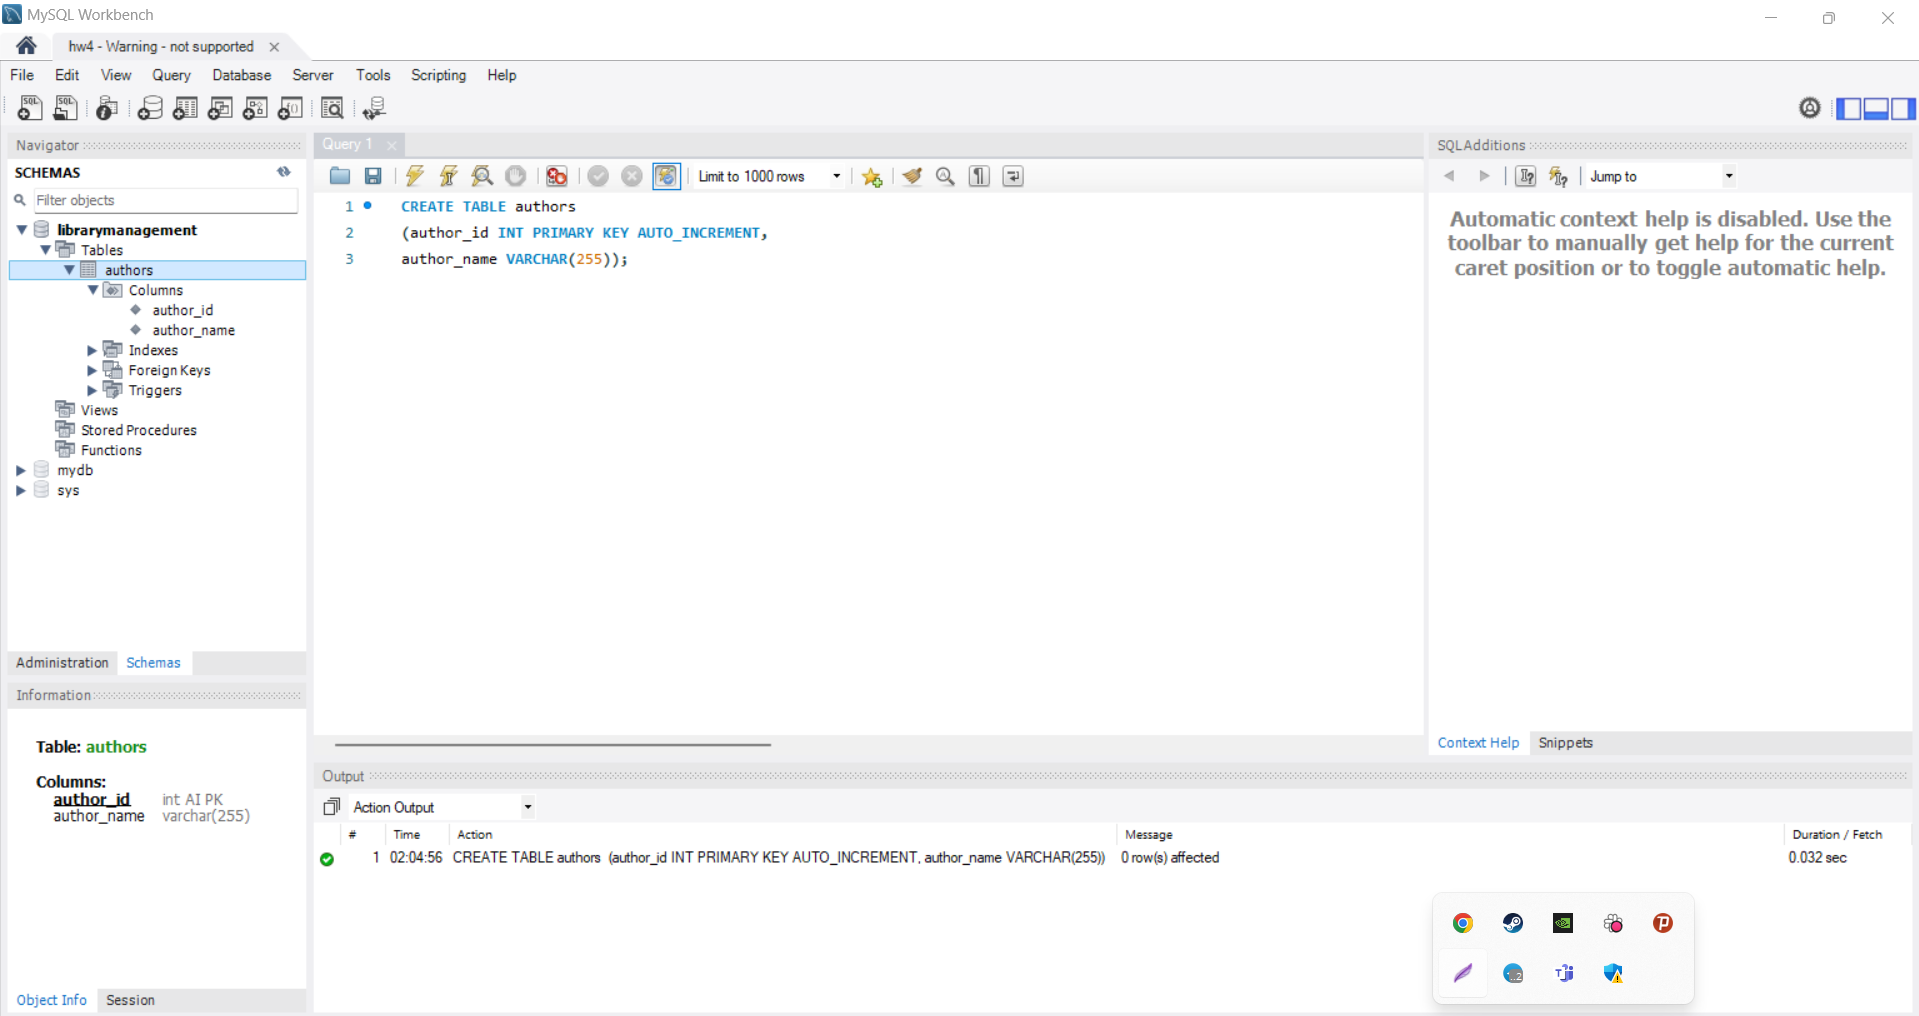 MySQL Workbench
hw4 - Warning - not supported
File Edit View Query Database Server Tools Scripting Help
Navigator
SCHEMAS
Filter objects
librarymanagement
Tables
authors
Columns
author_id
author_name
Indexes
Foreign Keys
Triggers
Views
Stored Procedures
Functions
mydb
sys
Administration Schemas
Information
Table: authors
Columns:
author_id int AI PK
author_name varchar(255)
Object Info Session
Query 1
Limit to 1000 rows
1 CREATE TABLE authors
2 (author_id INT PRIMARY KEY AUTO_INCREMENT,
3 author_name VARCHAR(255));
SQLAdditions
Jump to
Automatic context help is disabled. Use the
toolbar to manually get help for the current
caret position or to toggle automatic help.
Context Help Snippets
Output
Action Output
# Time Action Message Duration / Fetch
1 02:04:56 CREATE TABLE authors (author_id INT PRIMARY KEY AUTO_INCREMENT, author_name VARCHAR(255)) 0 row(s) affected 0.032 sec